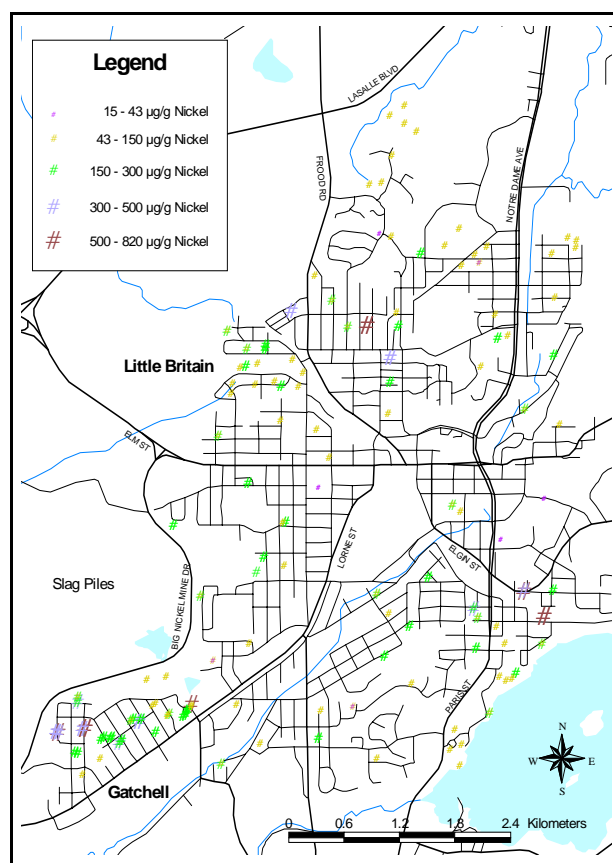 Legend
15 - 43 µg/g Nickel
43 - 150 µg/g Nickel
150 - 300 µg/g Nickel
300 - 500 µg/g Nickel
500 - 820 µg/g Nickel
LASALLE BLVD
FROOD RD
NOTRE DAME AVE
Little Britain
ELM ST
LORNE ST
ELGIN ST
Slag Piles
BIG NICKEL MINE DR
PARIS ST
Gatchell
N
W E
S
0 0.6 1.2 1.8 2.4 Kilometers